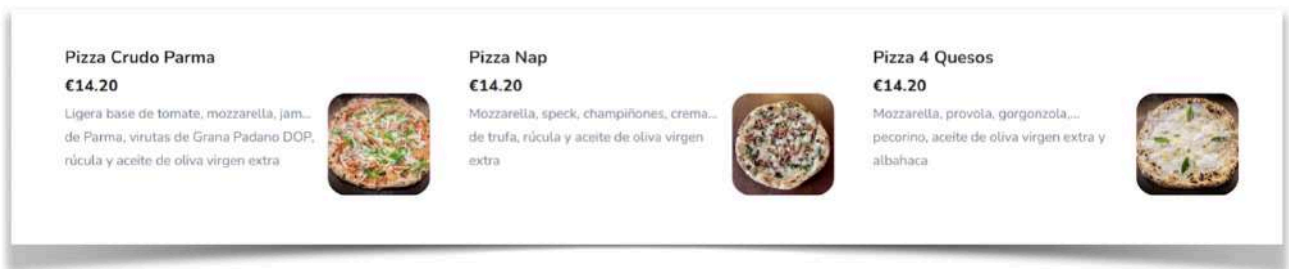 Pizza Crudo Parma
€14.20
Ligera base de tomate, mozzarella, jam...
de Parma, virutas de Grana Padano DOP,
rúcula y aceite de oliva virgen extra
Pizza Nap
€14.20
Mozzarella, speck, champiñones, crema...
de trufa, rúcula y aceite de oliva virgen
extra
Pizza 4 Quesos
€14.20
Mozzarella, provola, gorgonzola,...
pecorino, aceite de oliva virgen extra y
albahaca